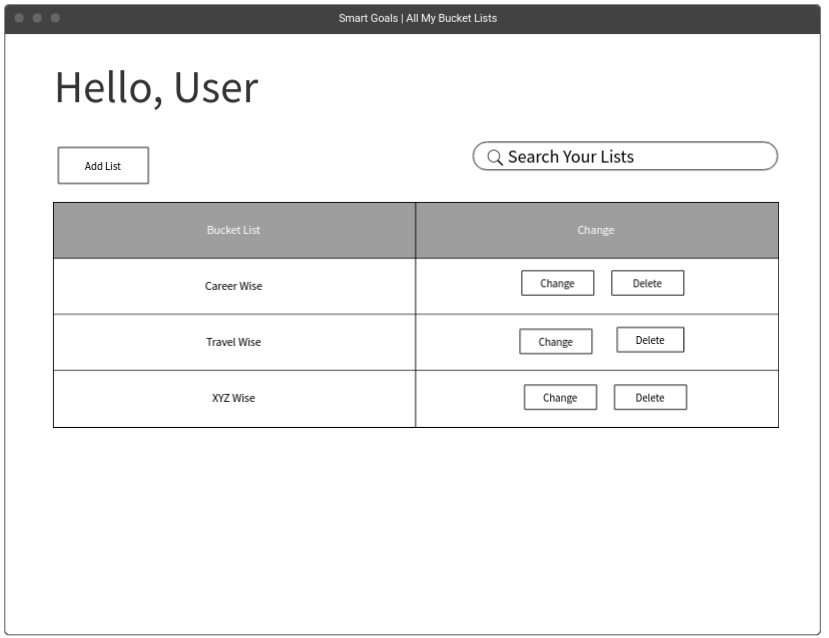 Smart Goals | All My Bucket Lists
Hello, User
Add List
Search Your Lists
Bucket List Change
Career Wise Change Delete
Travel Wise Change Delete
XYZ Wise Change Delete